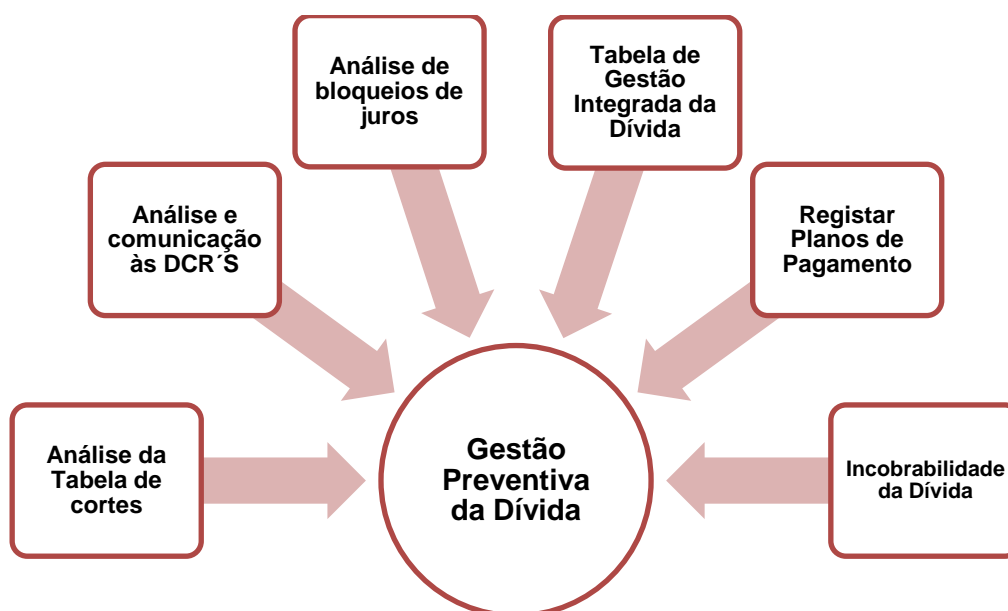 Análise da
Tabela de
cortes
Análise e
comunicação
às DCR´S
Análise de
bloqueios de
juros
Tabela de
Gestão
Integrada da
Dívida
Registar
Planos de
Pagamento
Incobrabilidade
da Dívida
Gestão
Preventiva
da Dívida